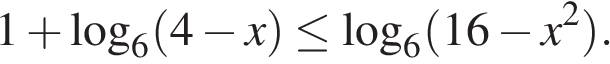 1 + log₆(4 − x) ≤ log₆(16 − x²).